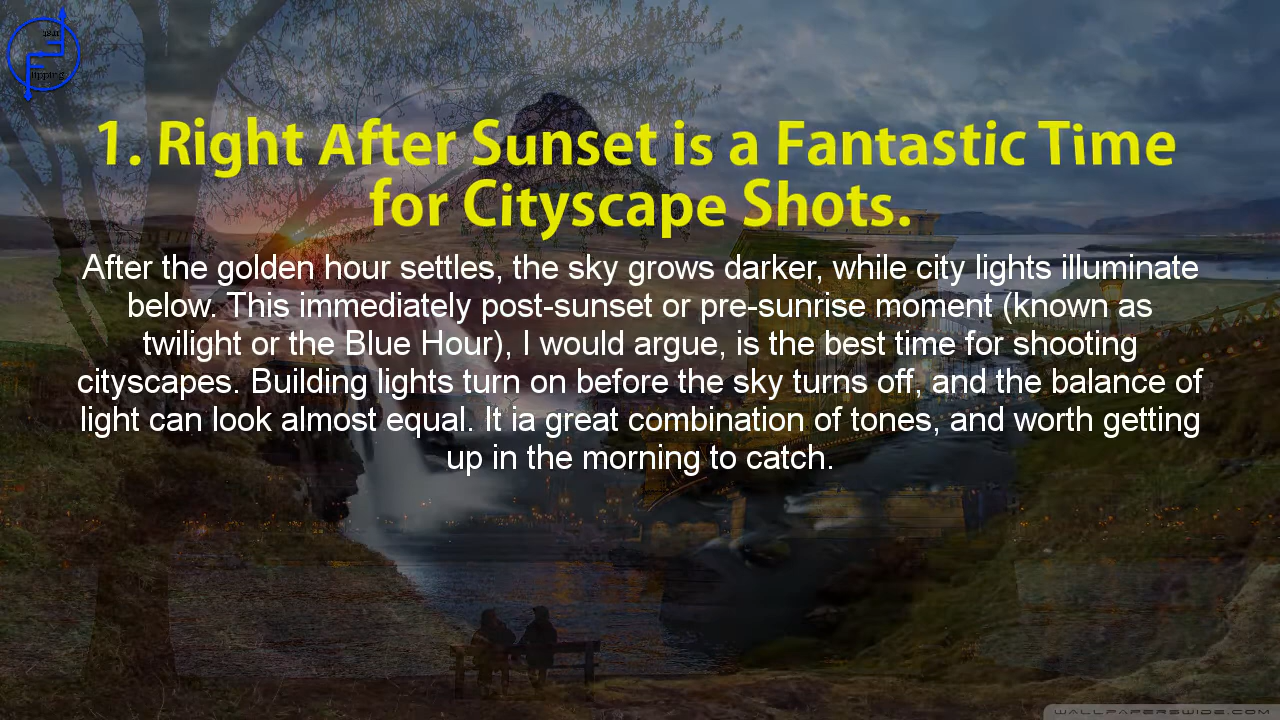 1. Right After Sunset is a Fantastic Time
for Cityscape Shots.
After the golden hour settles, the sky grows darker, while city lights illuminate
below. This immediately post-sunset or pre-sunrise moment (known as
twilight or the Blue Hour), I would argue, is the best time for shooting
cityscapes. Building lights turn on before the sky turns off, and the balance of
light can look almost equal. It ia great combination of tones, and worth getting
up in the morning to catch.
WALLPAPERSWIDE.COM